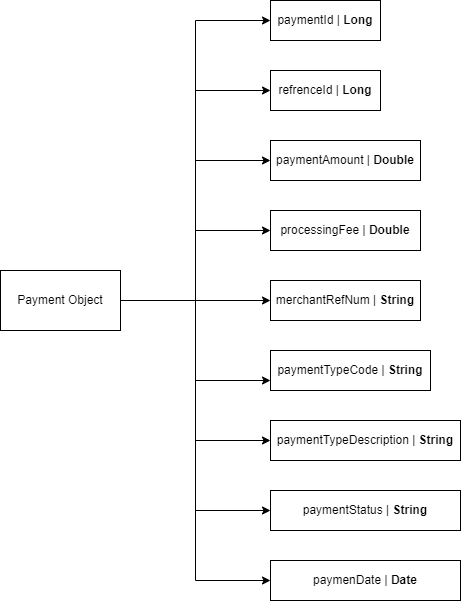 paymentId | Long
refrenceId | Long
paymentAmount | Double
processingFee | Double
Payment Object
merchantRefNum | String
paymentTypeCode | String
paymentTypeDescription | String
paymentStatus | String
paymenDate | Date